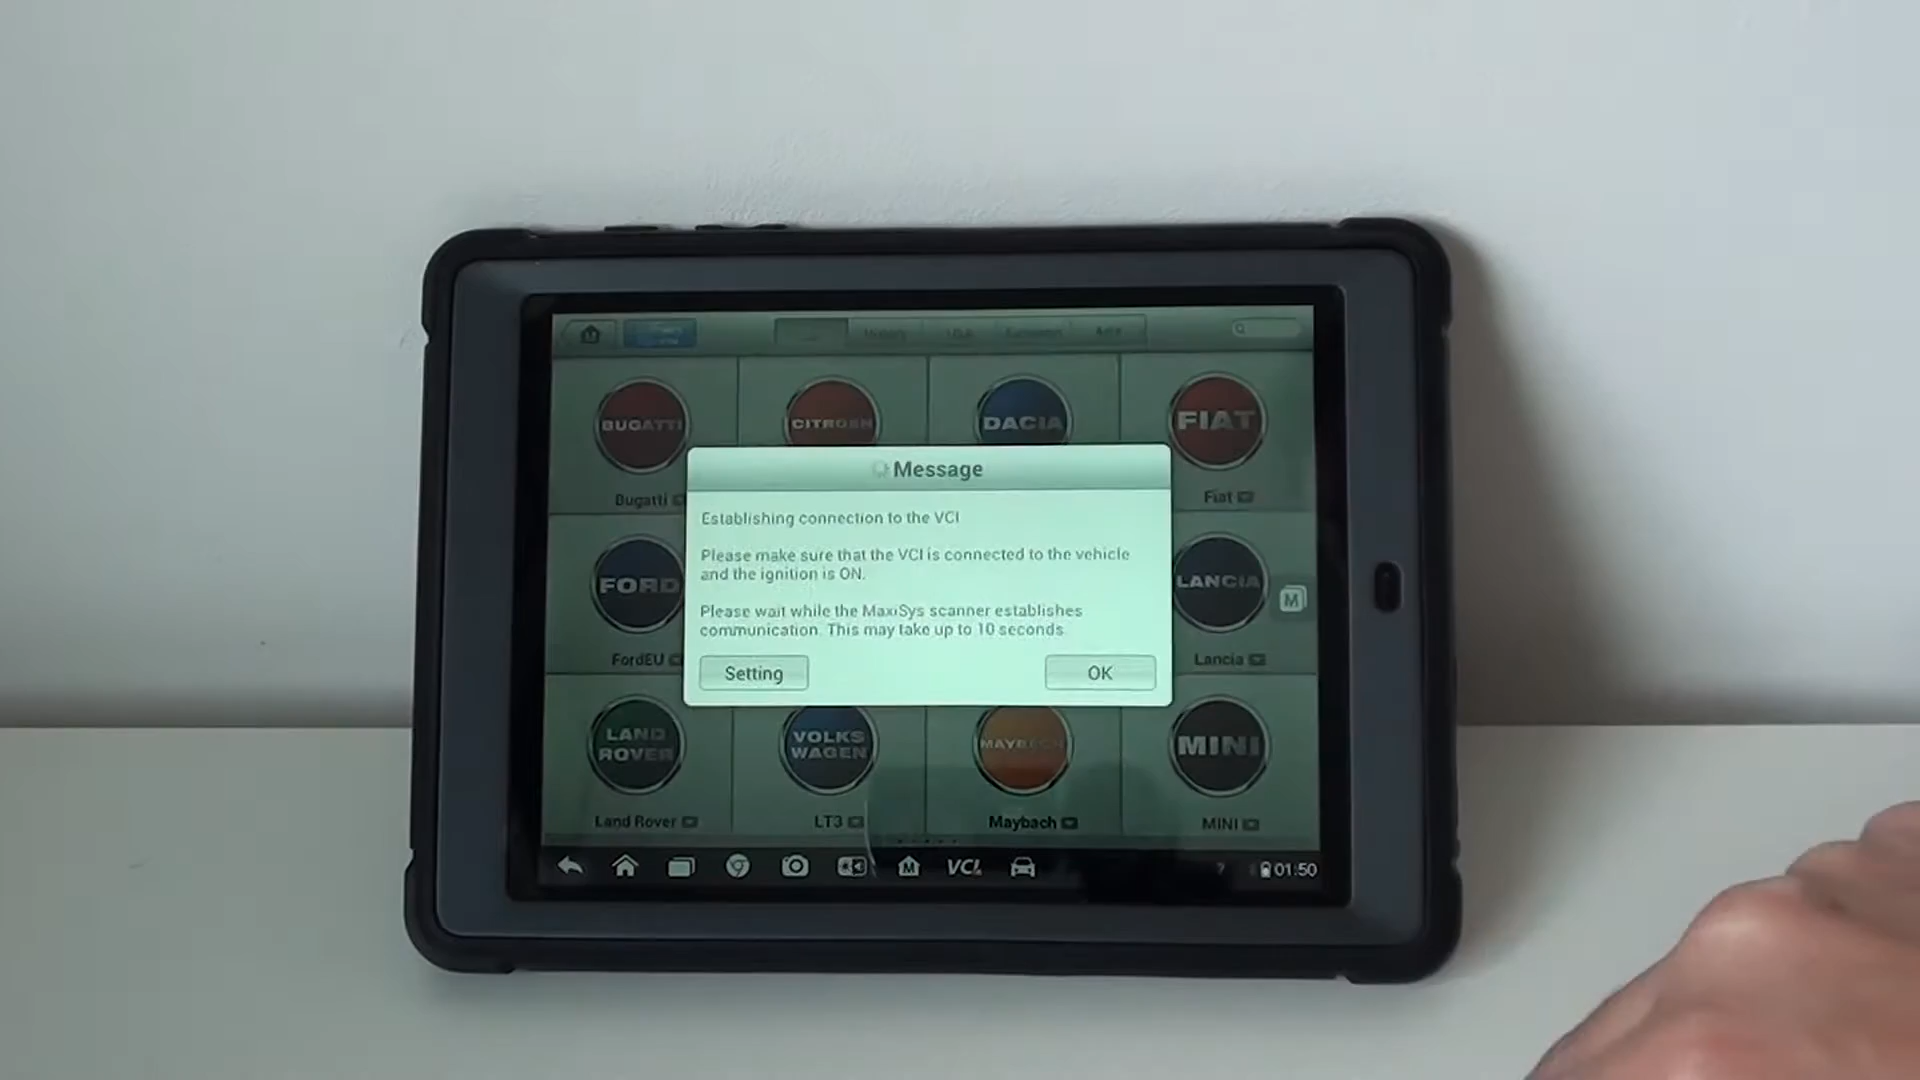 BUGATTI
CITROEN
DACIA
FIAT
Bugatti
Fiat
Message
Establishing connection to the VCI
Please make sure that the VCI is connected to the vehicle
and the ignition is ON.
Please wait while the MaxiSys scanner establishes
communication. This may take up to 10 seconds.
Setting
OK
FORD
LANCIA
M
FordEU
Lancia
LAND
ROVER
VOLKS
WAGEN
MAYBACH
MINI
Land Rover
LT3
Maybach
MINI
M
VCI
?
01:50